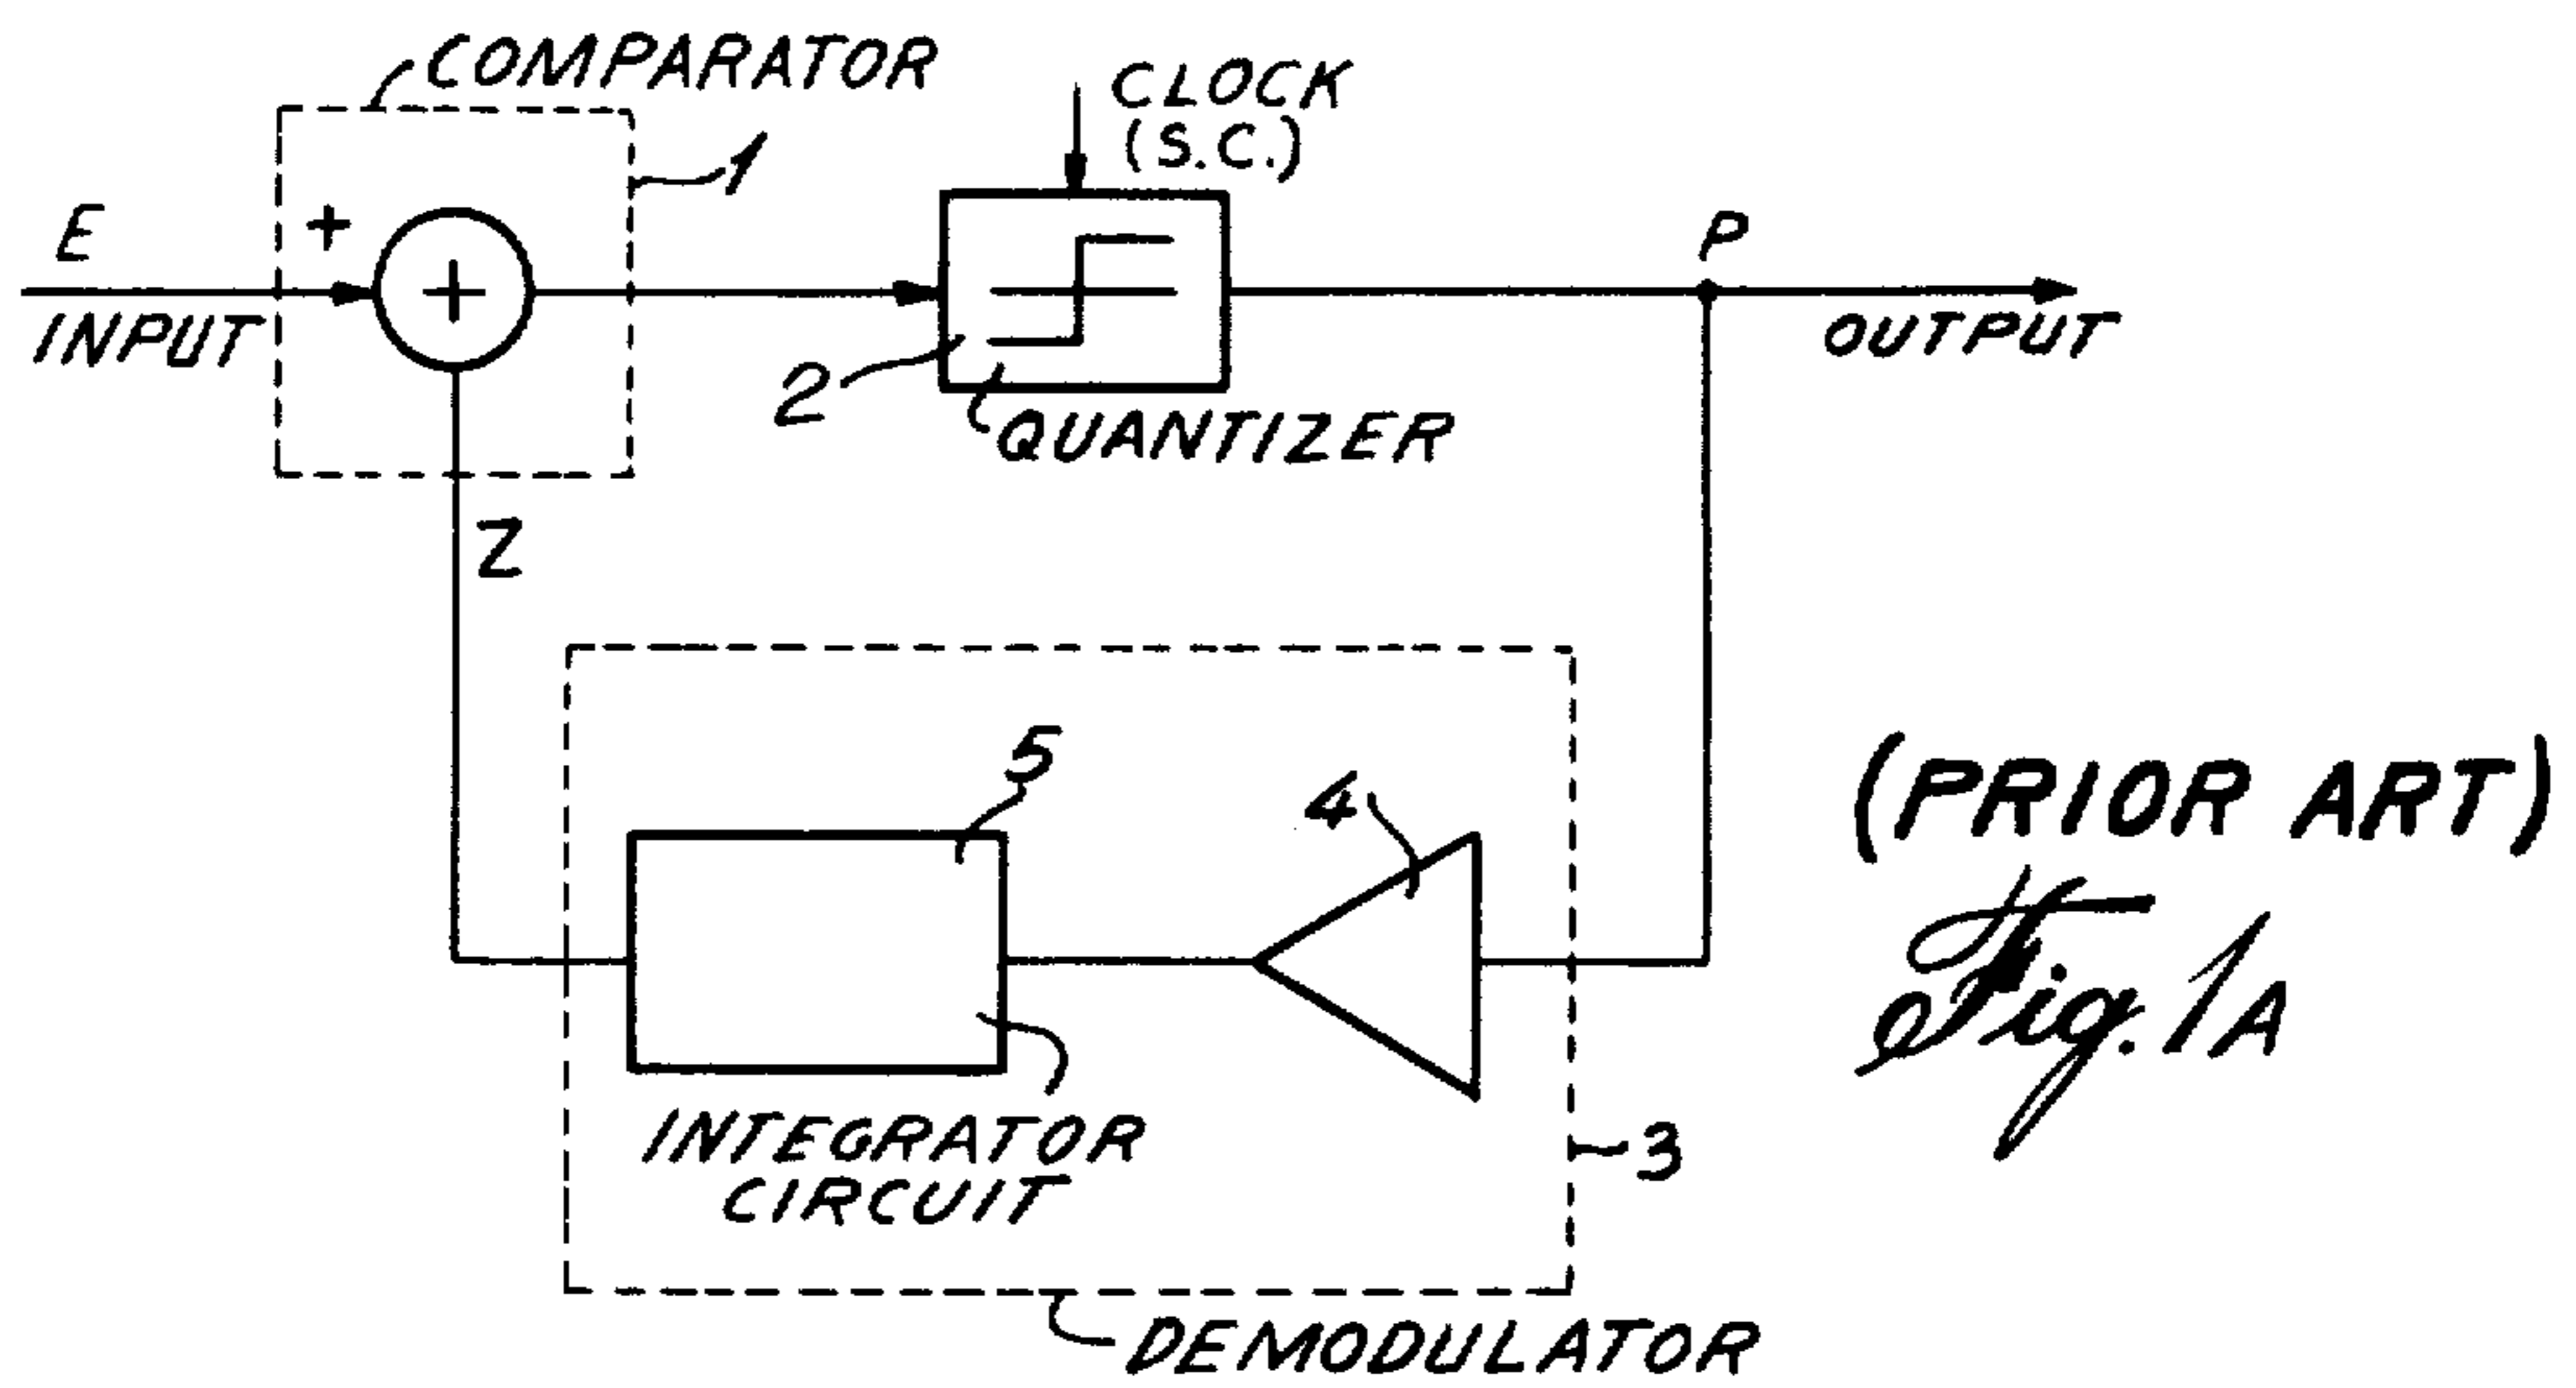 COMPARATOR
CLOCK
(S.C.)
1
E
+
+
P
INPUT
OUTPUT
2
QUANTIZER
Z
5
4
(PRIOR ART)
Fig. 1A
INTEGRATOR
CIRCUIT
3
DEMODULATOR